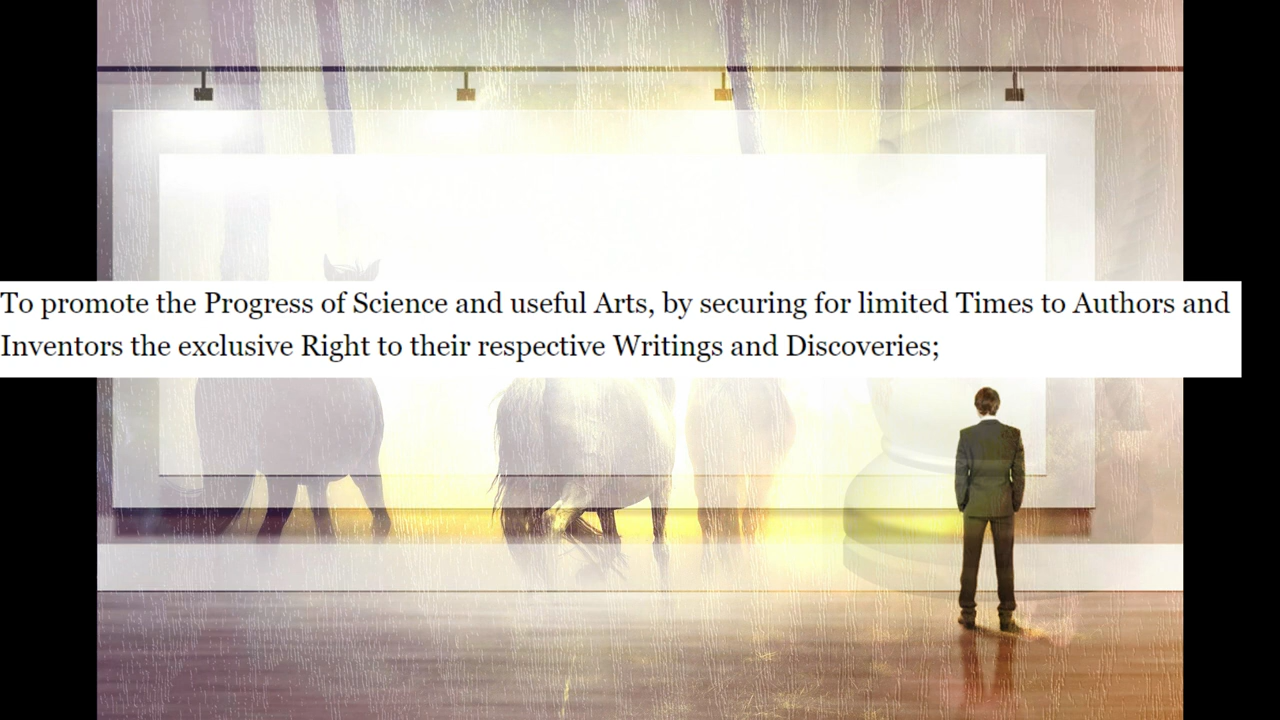 To promote the Progress of Science and useful Arts, by securing for limited Times to Authors and
Inventors the exclusive Right to their respective Writings and Discoveries;